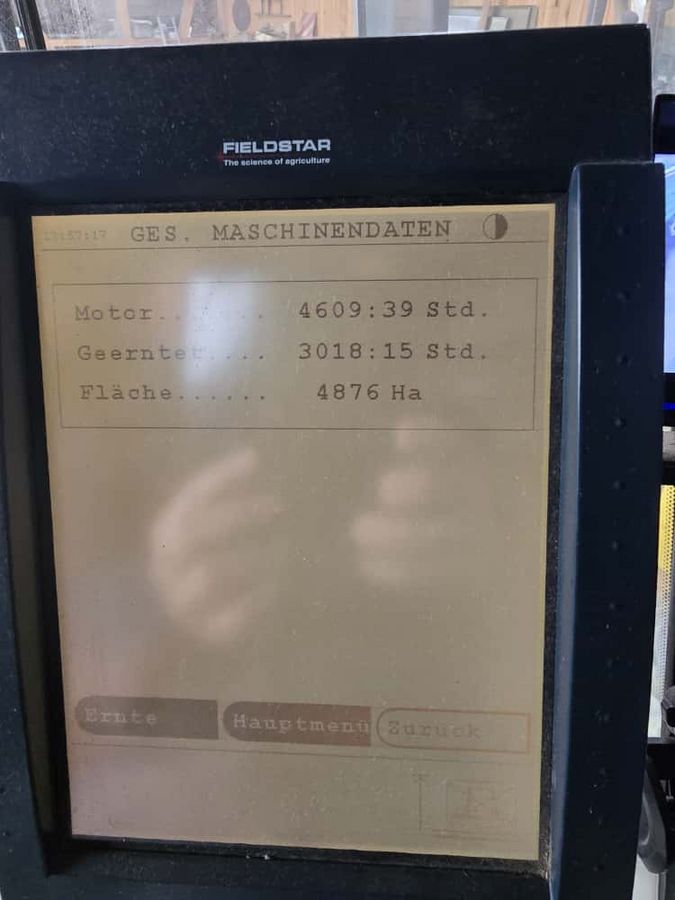 FIELDSTAR
The science of agriculture
GES. MASCHINENDATEN
Motor....... 4609:39 Std.
Geerntet.... 3018:15 Std.
Fläche...... 4876 Ha
Ernte
Hauptmenü
Zurück